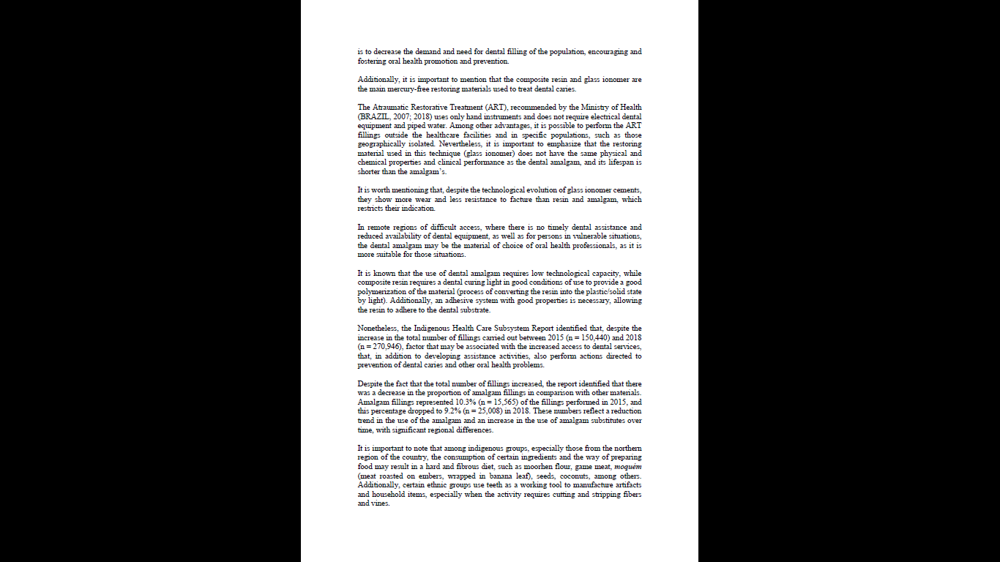 is to decrease the demand and need for dental filling of the population, encouraging and
fostering oral health promotion and prevention.
Additionally, it is important to mention that the composite resin and glass ionomer are
the main mercury-free restoring materials used to treat dental caries.
The Atraumatic Restorative Treatment (ART), recommended by the Ministry of Health
(BRAZIL, 2007; 2018) uses only hand instruments and does not require electrical dental
equipment and piped water. Among other advantages, it is possible to perform the ART
fillings outside the healthcare facilities and in specific populations, such as those
geographically isolated. Nevertheless, it is important to emphasize that the restoring
material used in this technique (glass ionomer) does not have the same physical and
chemical properties and clinical performance as the dental amalgam, and its lifespan is
shorter than the amalgam's.
It is worth mentioning that, despite the technological evolution of glass ionomer cements,
they show more wear and less resistance to facture than resin and amalgam, which
restricts their indication.
In remote regions of difficult access, where there is no timely dental assistance and
reduced availability of dental equipment, as well as for persons in vulnerable situations,
the dental amalgam may be the material of choice of oral health professionals, as it is
more suitable for those situations.
It is known that the use of dental amalgam requires low technological capacity, while
composite resin requires a dental curing light in good conditions of use to provide a good
polymerization of the material (process of converting the resin into the plastic/solid state
by light). Additionally, an adhesive system with good properties is necessary, allowing
the resin to adhere to the dental substrate.
Nonetheless, the Indigenous Health Care Subsystem Report identified that, despite the
increase in the total number of fillings carried out between 2015 (n = 150,440) and 2018
(n = 270,946), factor that may be associated with the increased access to dental services,
that, in addition to developing assistance activities, also perform actions directed to
prevention of dental caries and other oral health problems.
Despite the fact that the total number of fillings increased, the report identified that there
was a decrease in the proportion of amalgam fillings in comparison with other materials.
Amalgam fillings represented 10.3% (n = 15,565) of the fillings performed in 2015, and
this percentage dropped to 9.2% (n = 25,008) in 2018. These numbers reflect a reduction
trend in the use of the amalgam and an increase in the use of amalgam substitutes over
time, with significant regional differences.
It is important to note that among indigenous groups, especially those from the northern
region of the country, the consumption of certain ingredients and the way of preparing
food may result in a hard and fibrous diet, such as moorhen flour, game meat, moquém
(meat roasted on embers, wrapped in banana leaf), seeds, coconuts, among others.
Additionally, certain ethnic groups use teeth as a working tool to manufacture artifacts
and household items, especially when the activity requires cutting and stripping fibers
and vines.